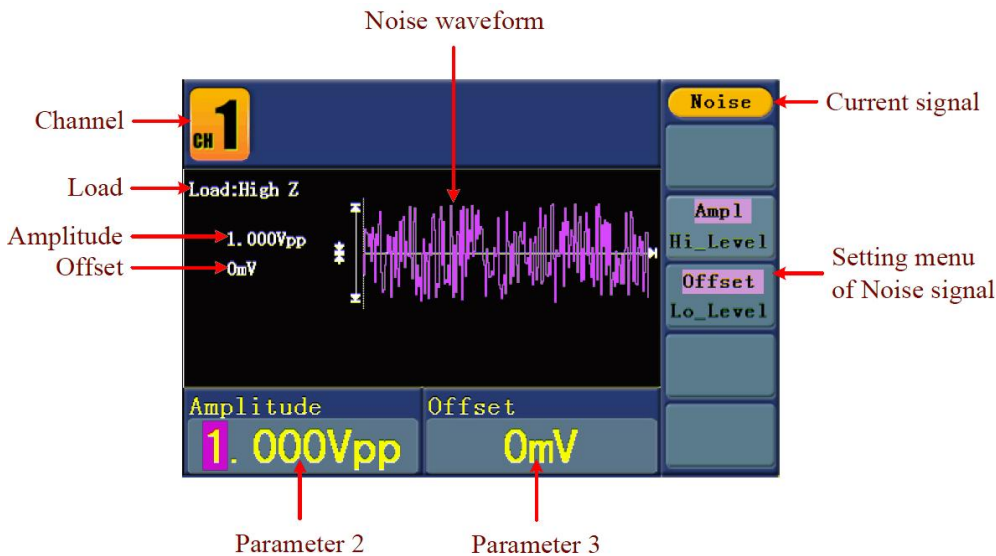 Noise waveform
Channel
CH 1
Noise
Current signal
Load
Load:High Z
Amplitude
1.000Vpp
Offset
0mV
Ampl
Hi_Level
Offset
Lo_Level
Setting menu
of Noise signal
Amplitude
Offset
1.000Vpp
0mV
Parameter 2
Parameter 3